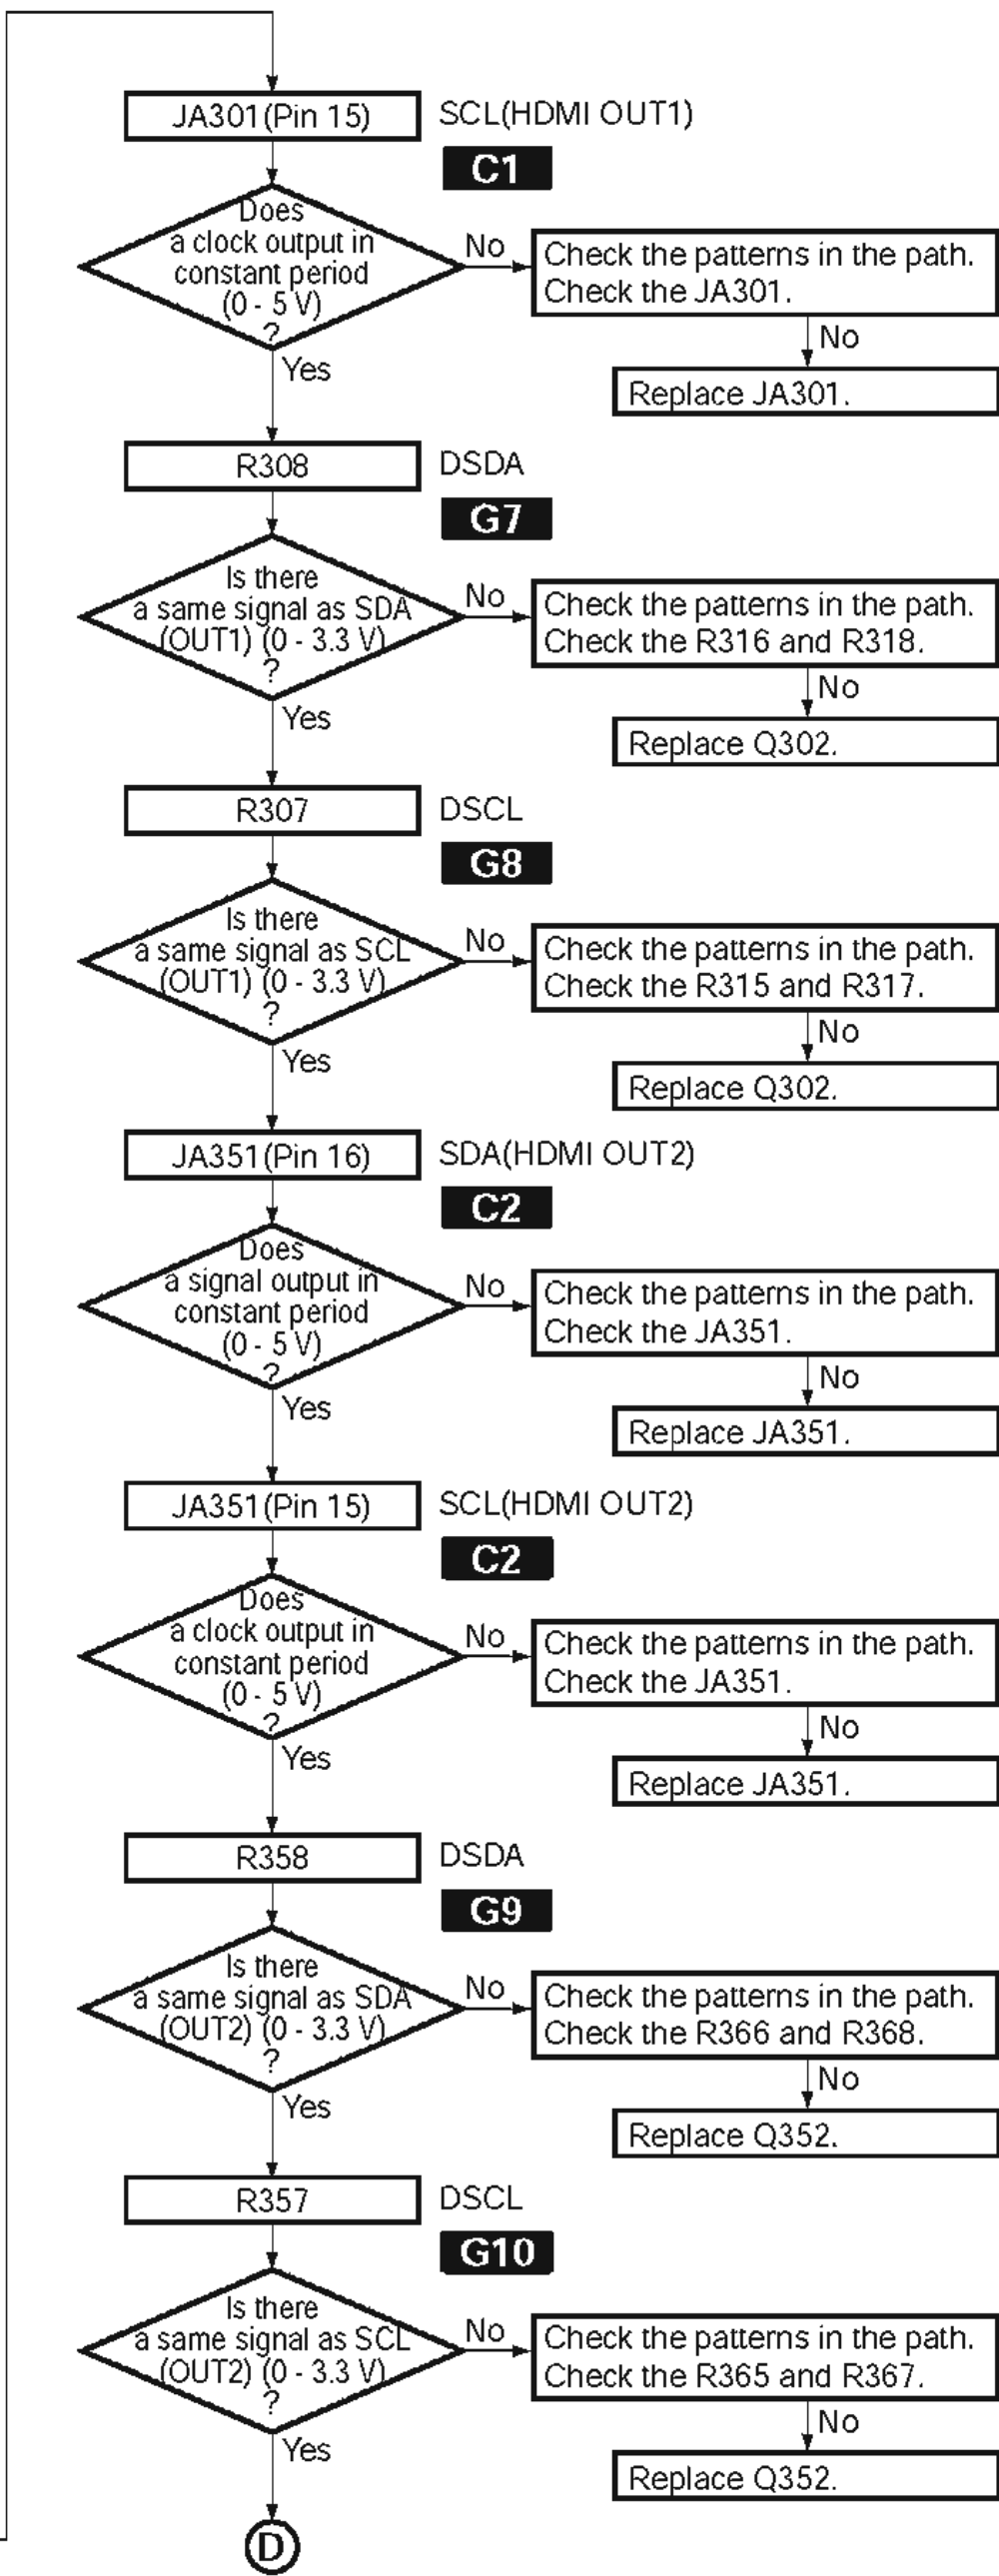 JA301(Pin 15)
SCL(HDMI OUT1)
C1
Does
a clock output in
constant period
(0 - 5 V)
?
No
Check the patterns in the path.
Check the JA301.
No
Replace JA301.
Yes
R308
DSDA
G7
Is there
a same signal as SDA
(OUT1) (0 - 3.3 V)
?
No
Check the patterns in the path.
Check the R316 and R318.
No
Replace Q302.
Yes
R307
DSCL
G8
Is there
a same signal as SCL
(OUT1) (0 - 3.3 V)
?
No
Check the patterns in the path.
Check the R315 and R317.
No
Replace Q302.
Yes
JA351(Pin 16)
SDA(HDMI OUT2)
C2
Does
a signal output in
constant period
(0 - 5 V)
?
No
Check the patterns in the path.
Check the JA351.
No
Replace JA351.
Yes
JA351(Pin 15)
SCL(HDMI OUT2)
C2
Does
a clock output in
constant period
(0 - 5 V)
?
No
Check the patterns in the path.
Check the JA351.
No
Replace JA351.
Yes
R358
DSDA
G9
Is there
a same signal as SDA
(OUT2) (0 - 3.3 V)
?
No
Check the patterns in the path.
Check the R366 and R368.
No
Replace Q352.
Yes
R357
DSCL
G10
Is there
a same signal as SCL
(OUT2) (0 - 3.3 V)
?
No
Check the patterns in the path.
Check the R365 and R367.
No
Replace Q352.
Yes
D